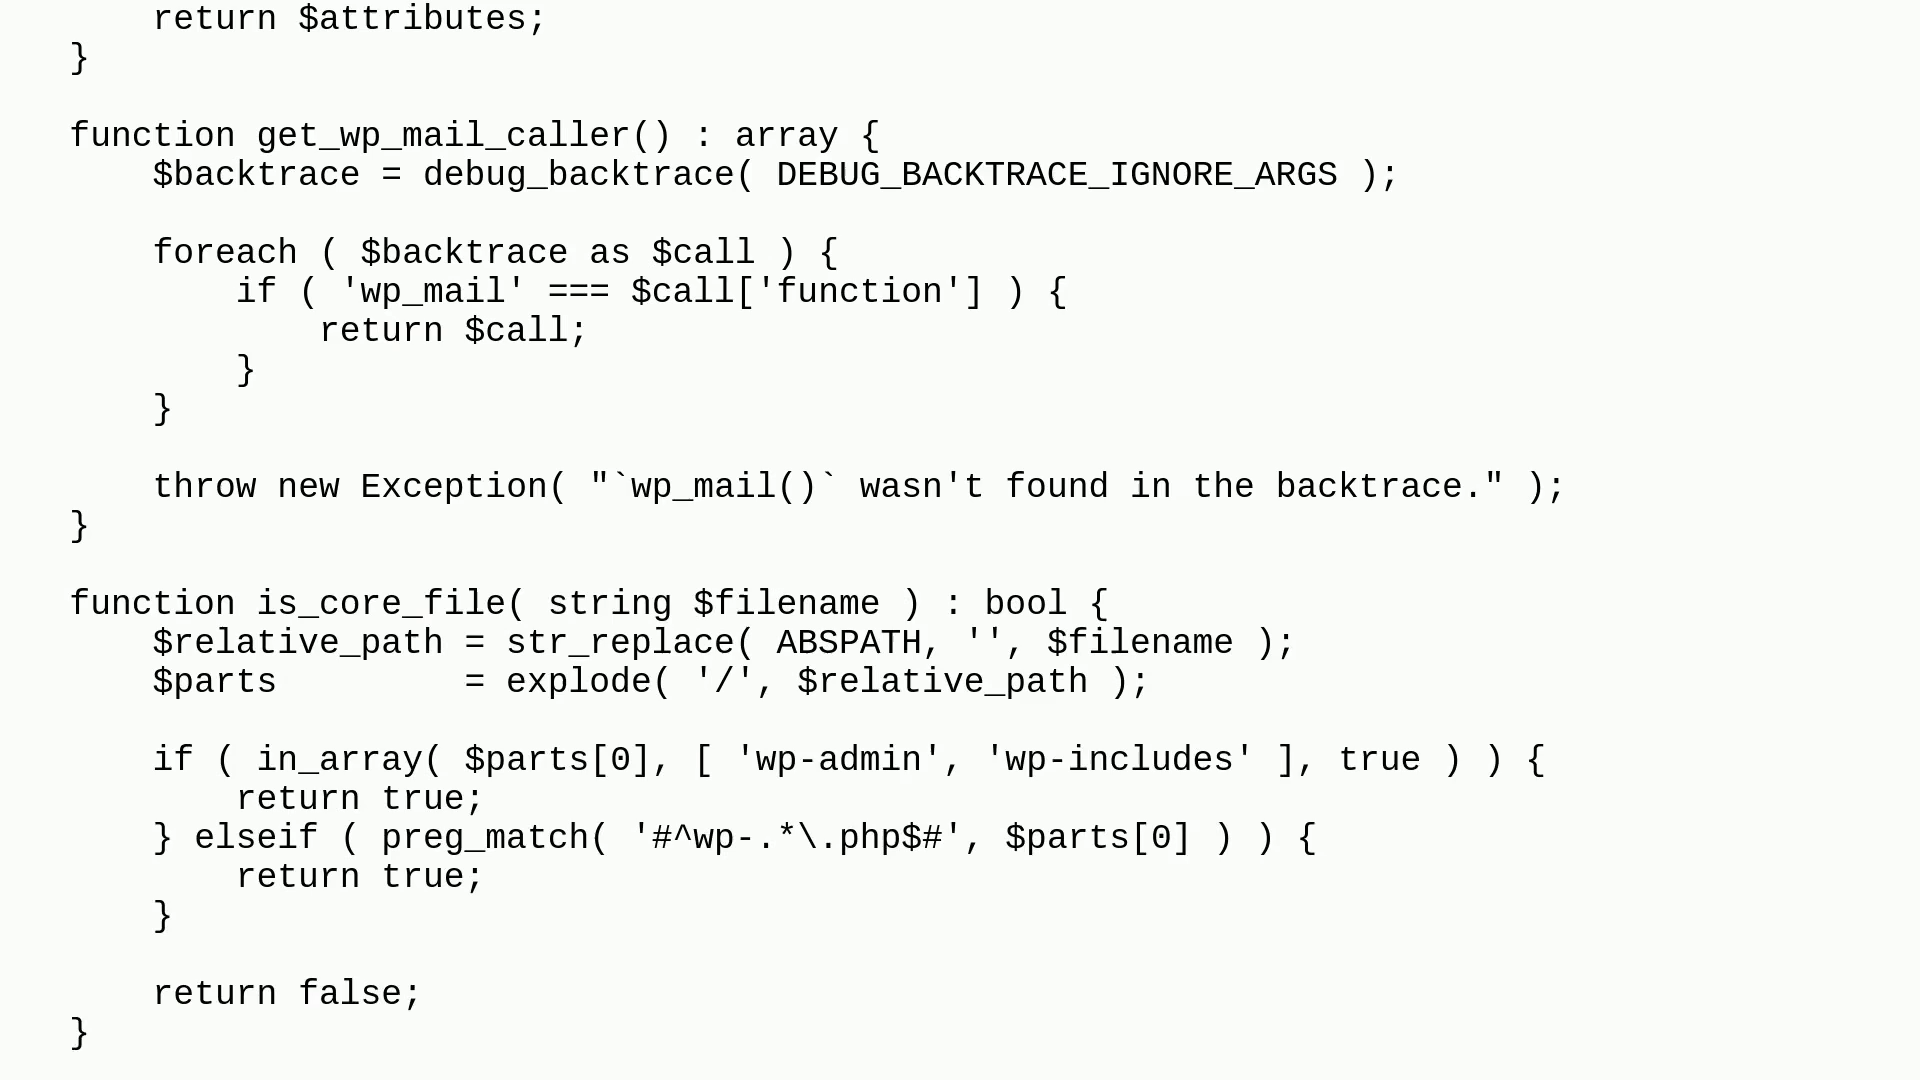 return $attributes;
}
function get_wp_mail_caller() : array {
$backtrace = debug_backtrace( DEBUG_BACKTRACE_IGNORE_ARGS );
foreach ( $backtrace as $call ) {
if ( 'wp_mail' === $call['function'] ) {
return $call;
}
}
throw new Exception( "`wp_mail()` wasn't found in the backtrace." );
}
function is_core_file( string $filename ) : bool {
$relative_path = str_replace( ABSPATH, '', $filename );
$parts         = explode( '/', $relative_path );
if ( in_array( $parts[0], [ 'wp-admin', 'wp-includes' ], true ) ) {
return true;
} elseif ( preg_match( '#^wp-.*\.php$#', $parts[0] ) ) {
return true;
}
return false;
}